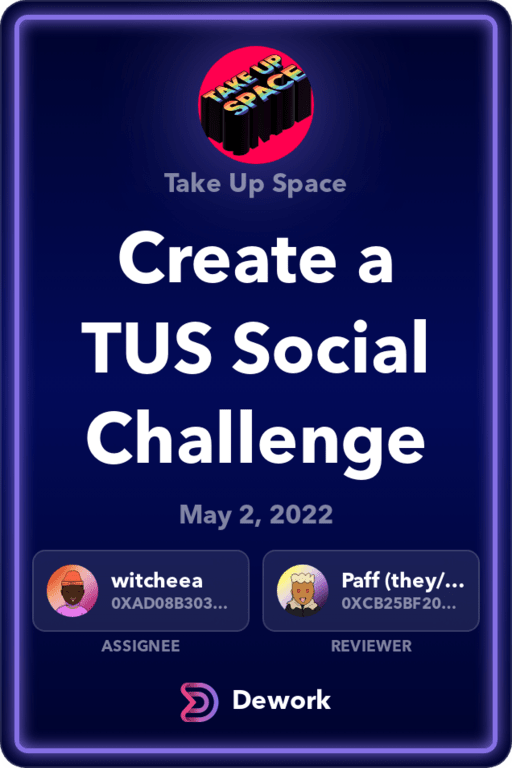 TAKE UP
SPACE
Take Up Space
Create a
TUS Social
Challenge
May 2, 2022
witcheea
0XAD08B303...
Paff (they/...
0XCB25BF20...
ASSIGNEE
REVIEWER
Dework